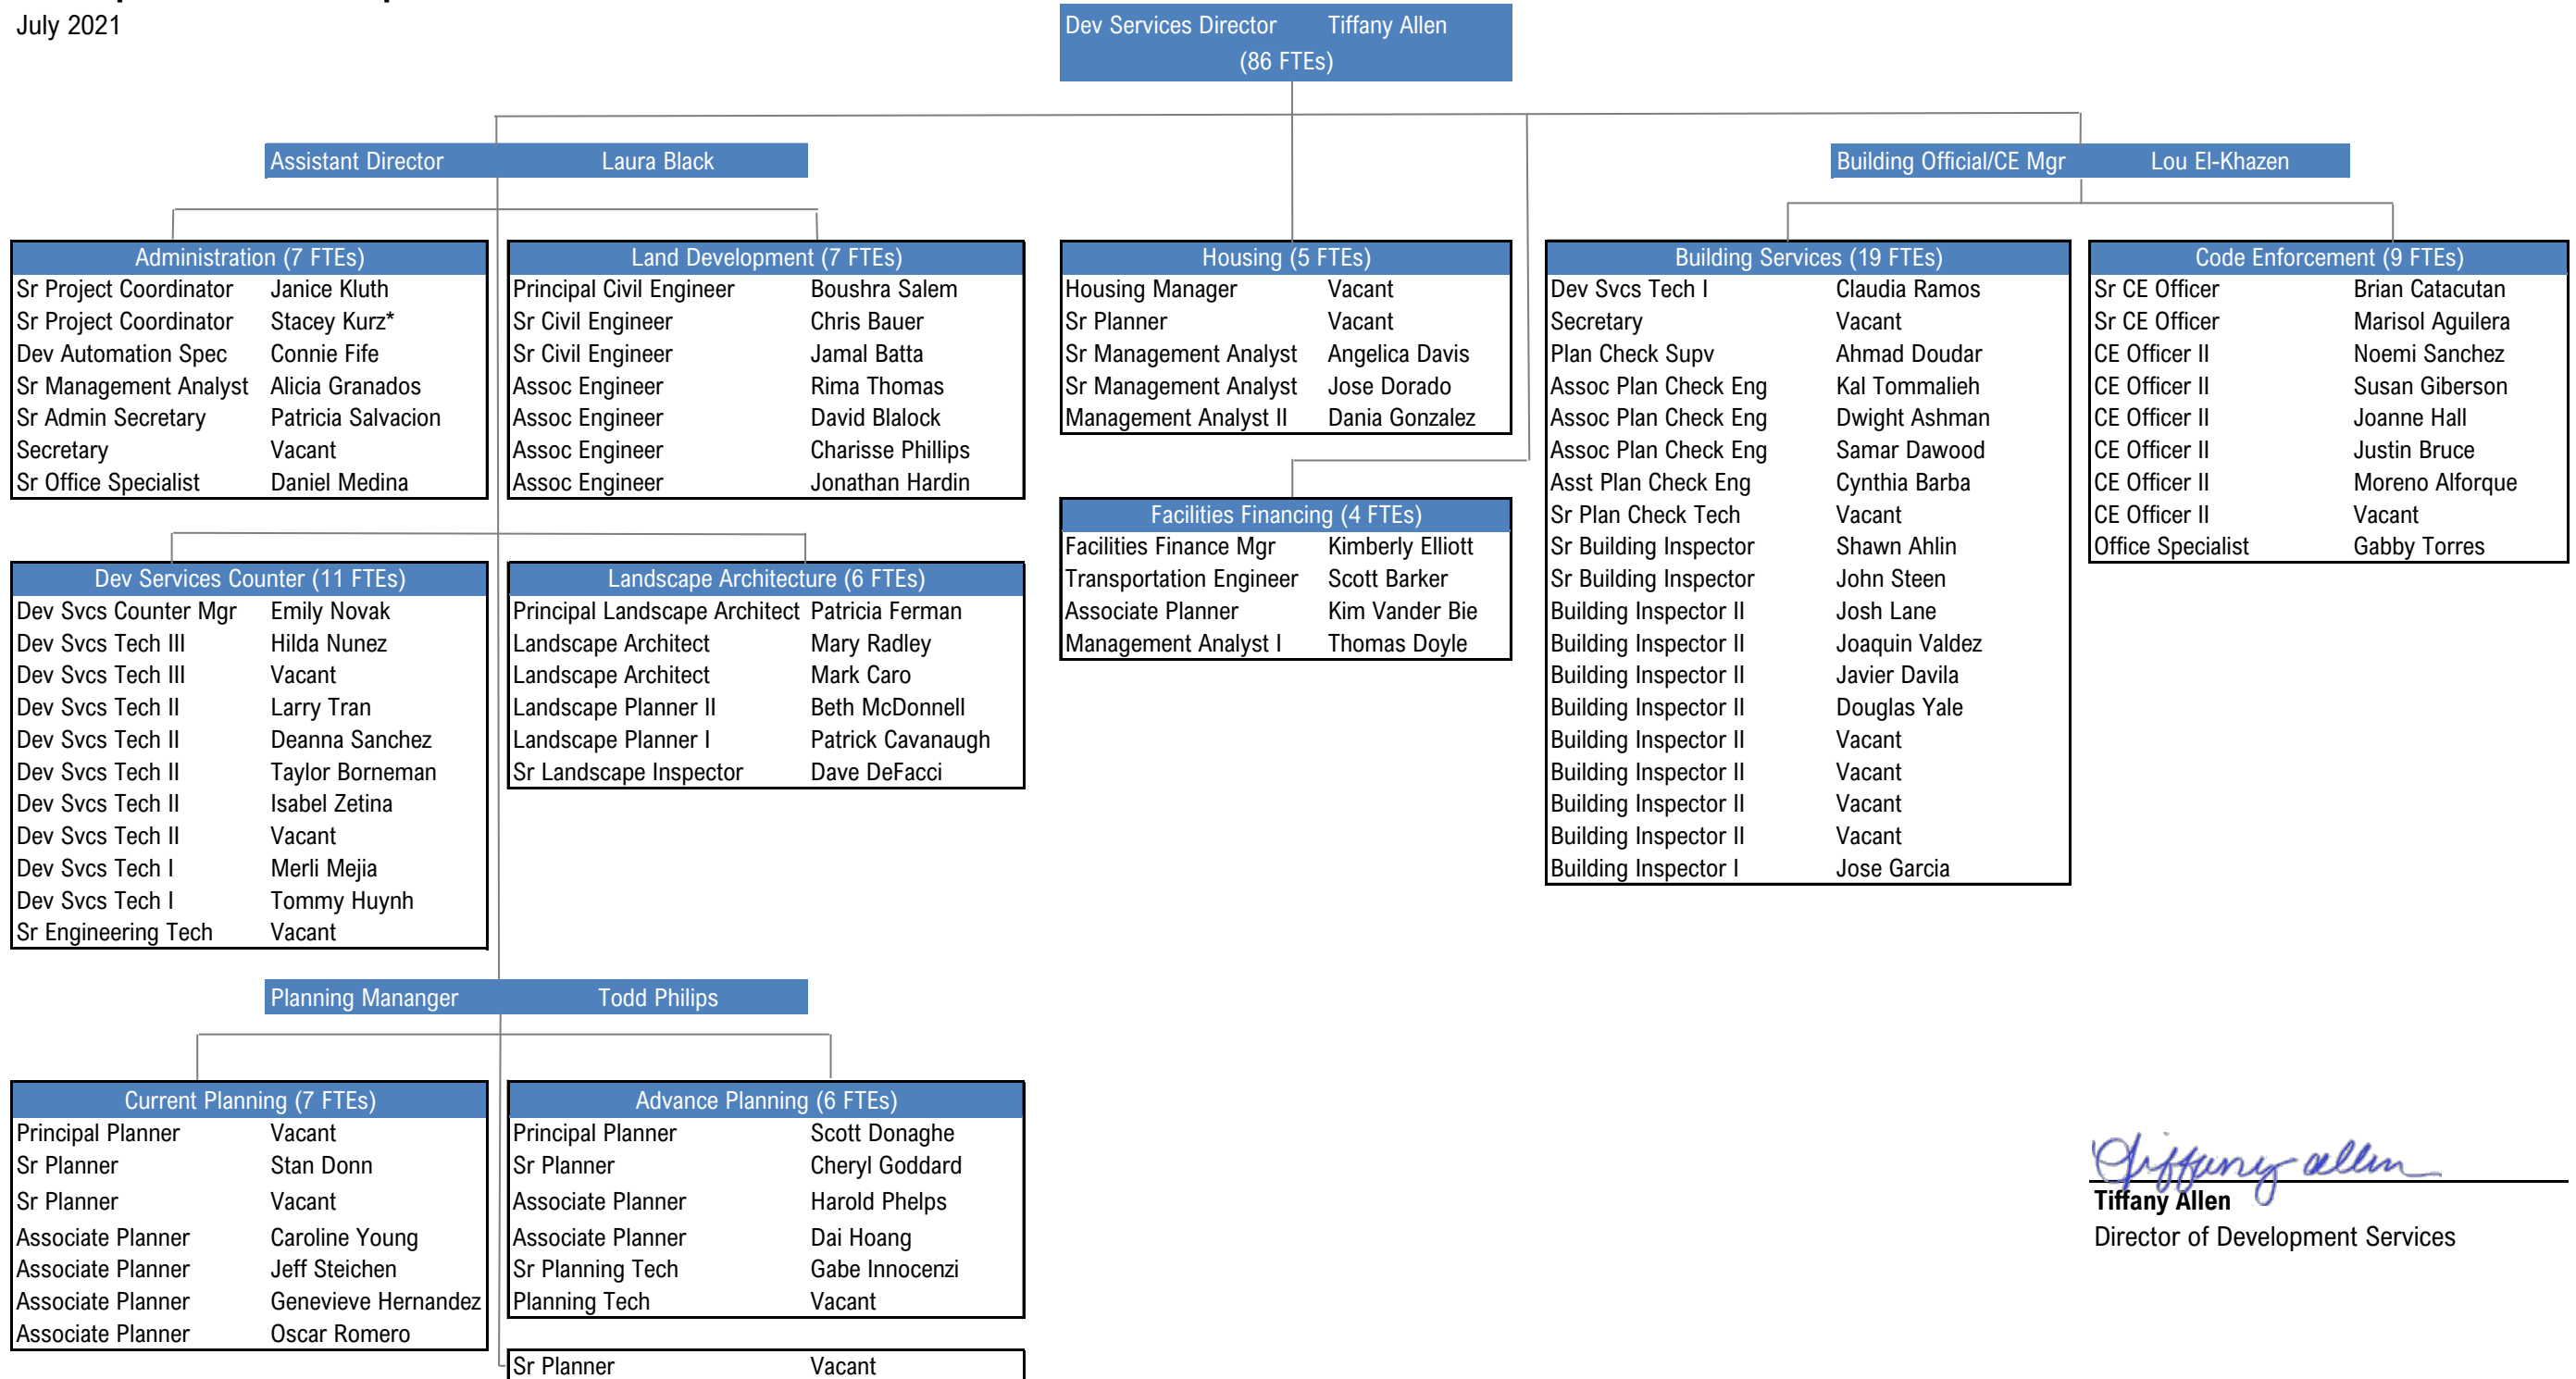 July 2021
Dev Services Director Tiffany Allen
(86 FTEs)
Assistant Director Laura Black
Building Official/CE Mgr Lou El-Khazen
Administration (7 FTEs)
Sr Project Coordinator Janice Kluth
Sr Project Coordinator Stacey Kurz*
Dev Automation Spec Connie Fife
Sr Management Analyst Alicia Granados
Sr Admin Secretary Patricia Salvacion
Secretary Vacant
Sr Office Specialist Daniel Medina
Land Development (7 FTEs)
Principal Civil Engineer Boushra Salem
Sr Civil Engineer Chris Bauer
Sr Civil Engineer Jamal Batta
Assoc Engineer Rima Thomas
Assoc Engineer David Blalock
Assoc Engineer Charisse Phillips
Assoc Engineer Jonathan Hardin
Housing (5 FTEs)
Housing Manager Vacant
Sr Planner Vacant
Sr Management Analyst Angelica Davis
Sr Management Analyst Jose Dorado
Management Analyst II Dania Gonzalez
Building Services (19 FTEs)
Dev Svcs Tech I Claudia Ramos
Secretary Vacant
Plan Check Supv Ahmad Doudar
Assoc Plan Check Eng Kal Tommalieh
Assoc Plan Check Eng Dwight Ashman
Assoc Plan Check Eng Samar Dawood
Asst Plan Check Eng Cynthia Barba
Sr Plan Check Tech Vacant
Sr Building Inspector Shawn Ahlin
Sr Building Inspector John Steen
Building Inspector II Josh Lane
Building Inspector II Joaquin Valdez
Building Inspector II Javier Davila
Building Inspector II Douglas Yale
Building Inspector II Vacant
Building Inspector II Vacant
Building Inspector II Vacant
Building Inspector II Vacant
Building Inspector I Jose Garcia
Code Enforcement (9 FTEs)
Sr CE Officer Brian Catacutan
Sr CE Officer Marisol Aguilera
CE Officer II Noemi Sanchez
CE Officer II Susan Giberson
CE Officer II Joanne Hall
CE Officer II Justin Bruce
CE Officer II Moreno Alforque
CE Officer II Vacant
Office Specialist Gabby Torres
Facilities Financing (4 FTEs)
Facilities Finance Mgr Kimberly Elliott
Transportation Engineer Scott Barker
Associate Planner Kim Vander Bie
Management Analyst I Thomas Doyle
Dev Services Counter (11 FTEs)
Dev Svcs Counter Mgr Emily Novak
Dev Svcs Tech III Hilda Nunez
Dev Svcs Tech III Vacant
Dev Svcs Tech II Larry Tran
Dev Svcs Tech II Deanna Sanchez
Dev Svcs Tech II Taylor Borneman
Dev Svcs Tech II Isabel Zetina
Dev Svcs Tech II Vacant
Dev Svcs Tech I Merli Mejia
Dev Svcs Tech I Tommy Huynh
Sr Engineering Tech Vacant
Landscape Architecture (6 FTEs)
Principal Landscape Architect Patricia Ferman
Landscape Architect Mary Radley
Landscape Architect Mark Caro
Landscape Planner II Beth McDonnell
Landscape Planner I Patrick Cavanaugh
Sr Landscape Inspector Dave DeFacci
Planning Mananger Todd Philips
Current Planning (7 FTEs)
Principal Planner Vacant
Sr Planner Stan Donn
Sr Planner Vacant
Associate Planner Caroline Young
Associate Planner Jeff Steichen
Associate Planner Genevieve Hernandez
Associate Planner Oscar Romero
Advance Planning (6 FTEs)
Principal Planner Scott Donaghe
Sr Planner Cheryl Goddard
Associate Planner Harold Phelps
Associate Planner Dai Hoang
Sr Planning Tech Gabe Innocenzi
Planning Tech Vacant
Sr Planner Vacant
Tiffany Allen
Tiffany Allen
Director of Development Services